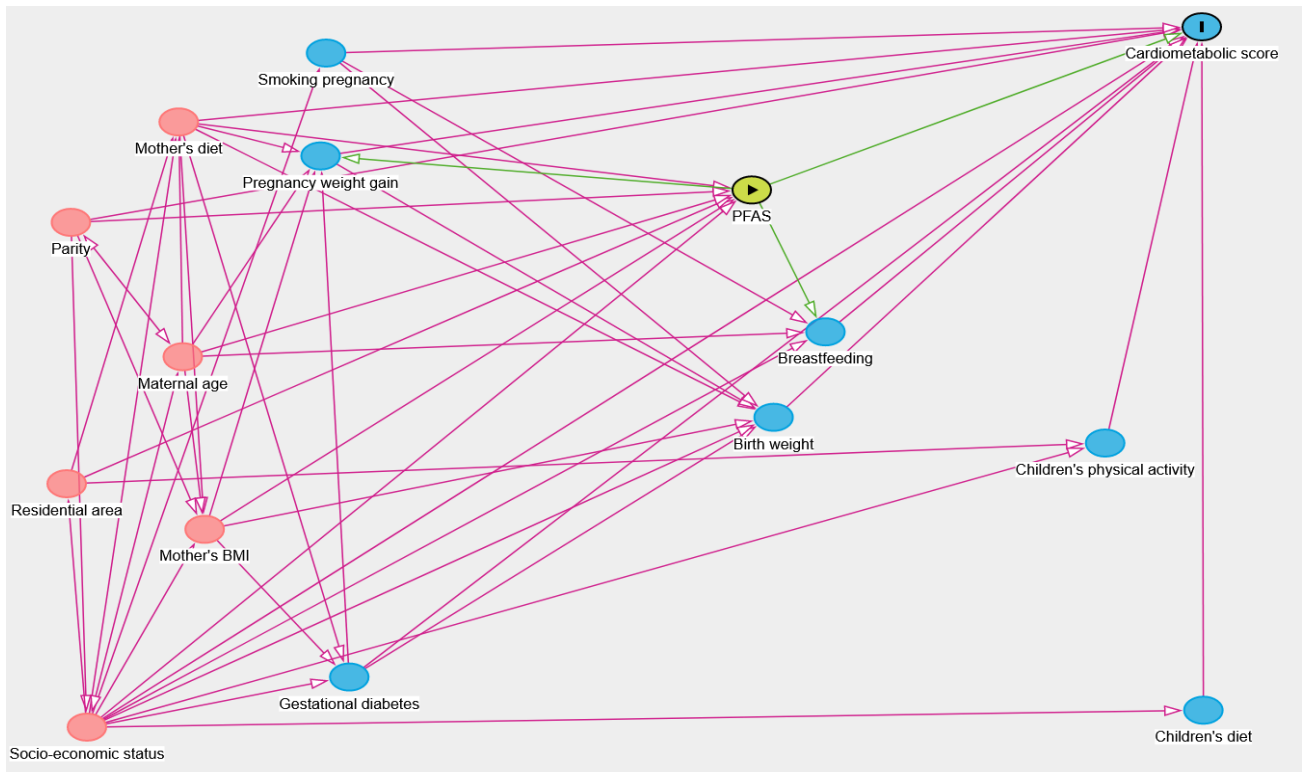 Cardiometabolic score
Smoking pregnancy
Mother's diet
Pregnancy weight gain
PFAS
Parity
Breastfeeding
Maternal age
Birth weight
Children's physical activity
Residential area
Mother's BMI
Gestational diabetes
Children's diet
Socio-economic status